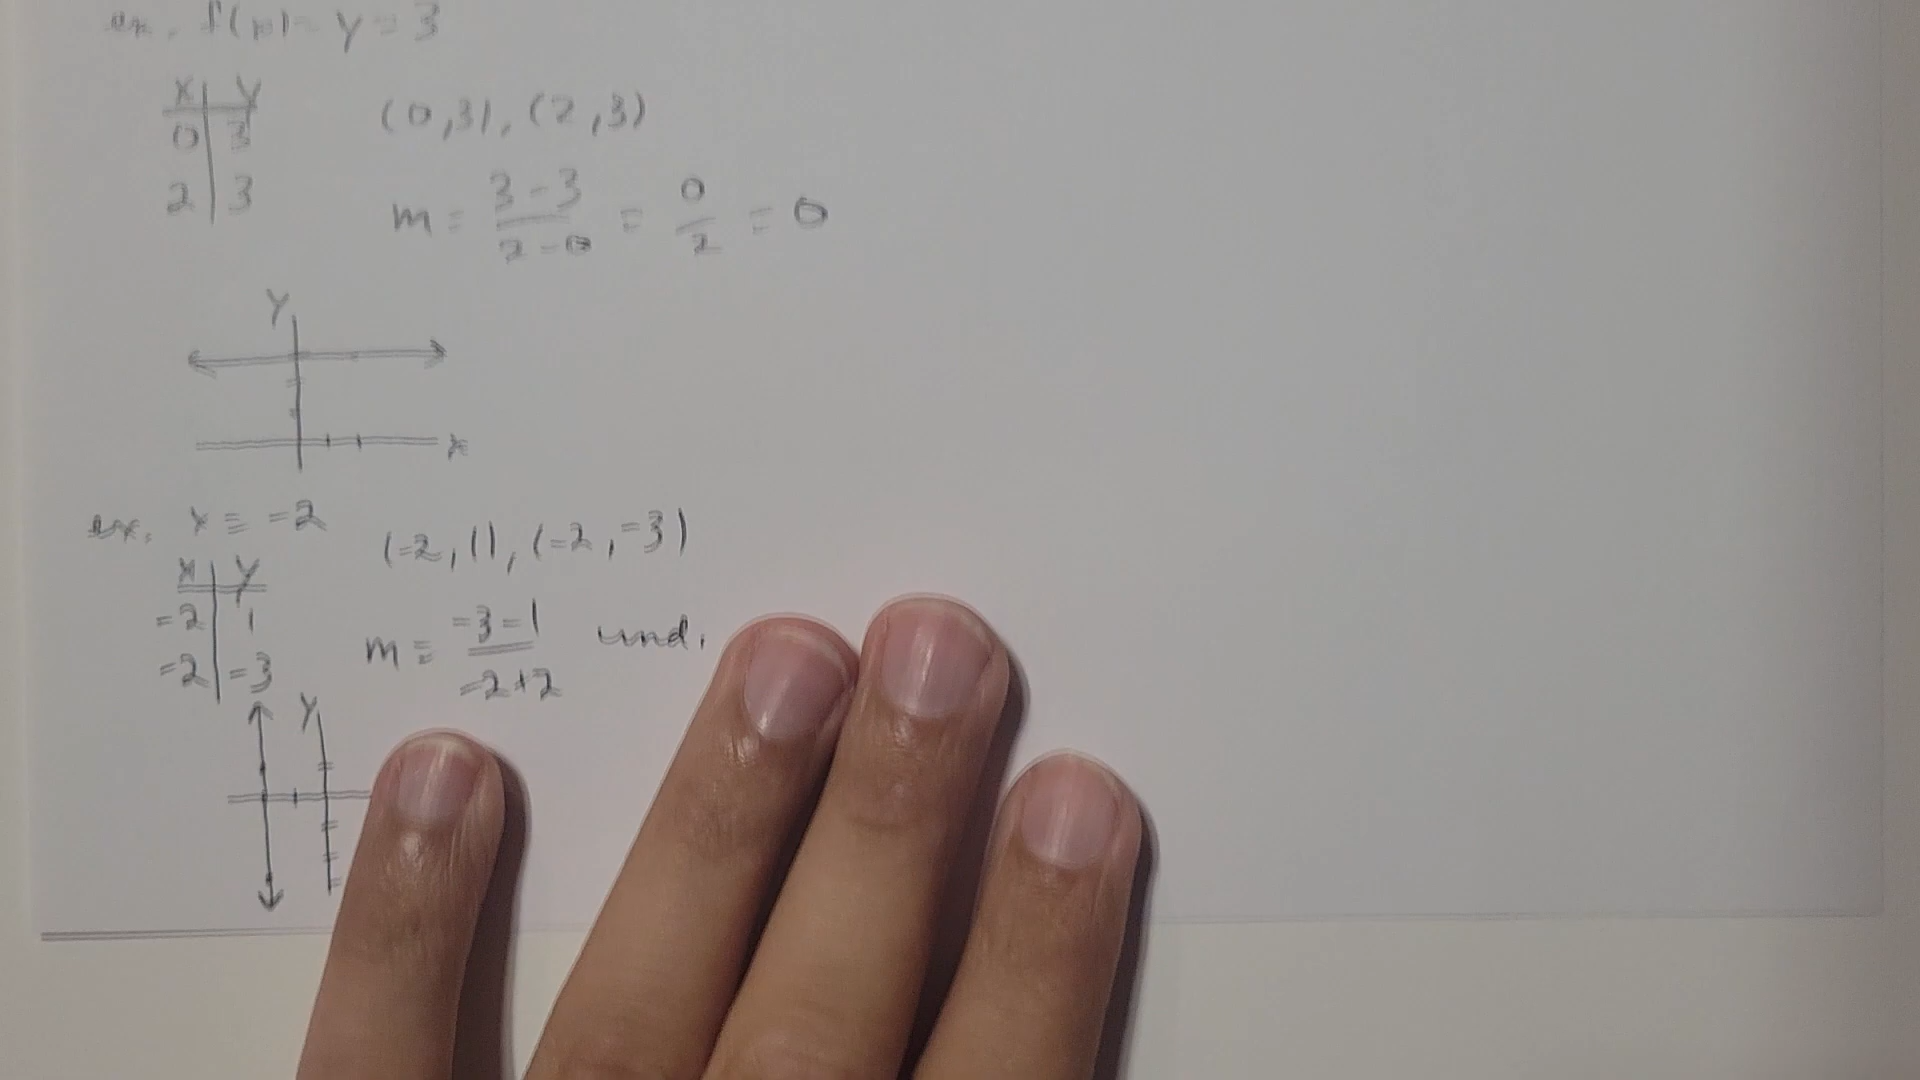 ex. f(x) = y = 3
x y
0 3
2 3
(0,3), (2,3)
m = 3-3/2-0 = 0/2 = 0
y
x
ex. x = -2
x y
-2 1
-2 -3
(-2,1), (-2,-3)
m = -3-1/-2+2 und.
y